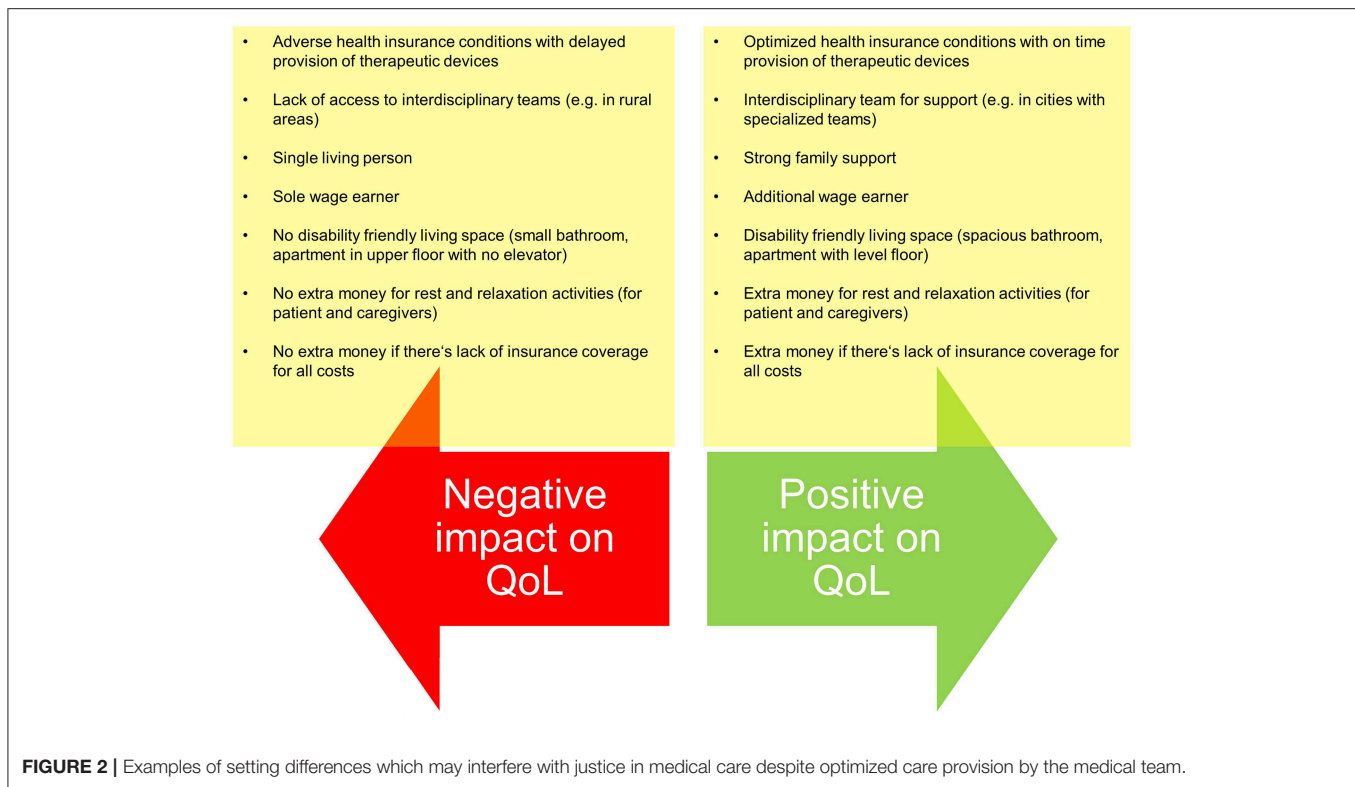 • Adverse health insurance conditions with delayed
provision of therapeutic devices
• Lack of access to interdisciplinary teams (e.g. in rural
areas)
• Single living person
• Sole wage earner
• No disability friendly living space (small bathroom,
apartment in upper floor with no elevator)
• No extra money for rest and relaxation activities (for
patient and caregivers)
• No extra money if there‘s lack of insurance coverage
for all costs
• Optimized health insurance conditions with on time
provision of therapeutic devices
• Interdisciplinary team for support (e.g. in cities with
specialized teams)
• Strong family support
• Additional wage earner
• Disability friendly living space (spacious bathroom,
apartment with level floor)
• Extra money for rest and relaxation activities (for
patient and caregivers)
• Extra money if there‘s lack of insurance coverage for
all costs
Negative
impact on
QoL
Positive
impact on
QoL
FIGURE 2 | Examples of setting differences which may interfere with justice in medical care despite optimized care provision by the medical team.